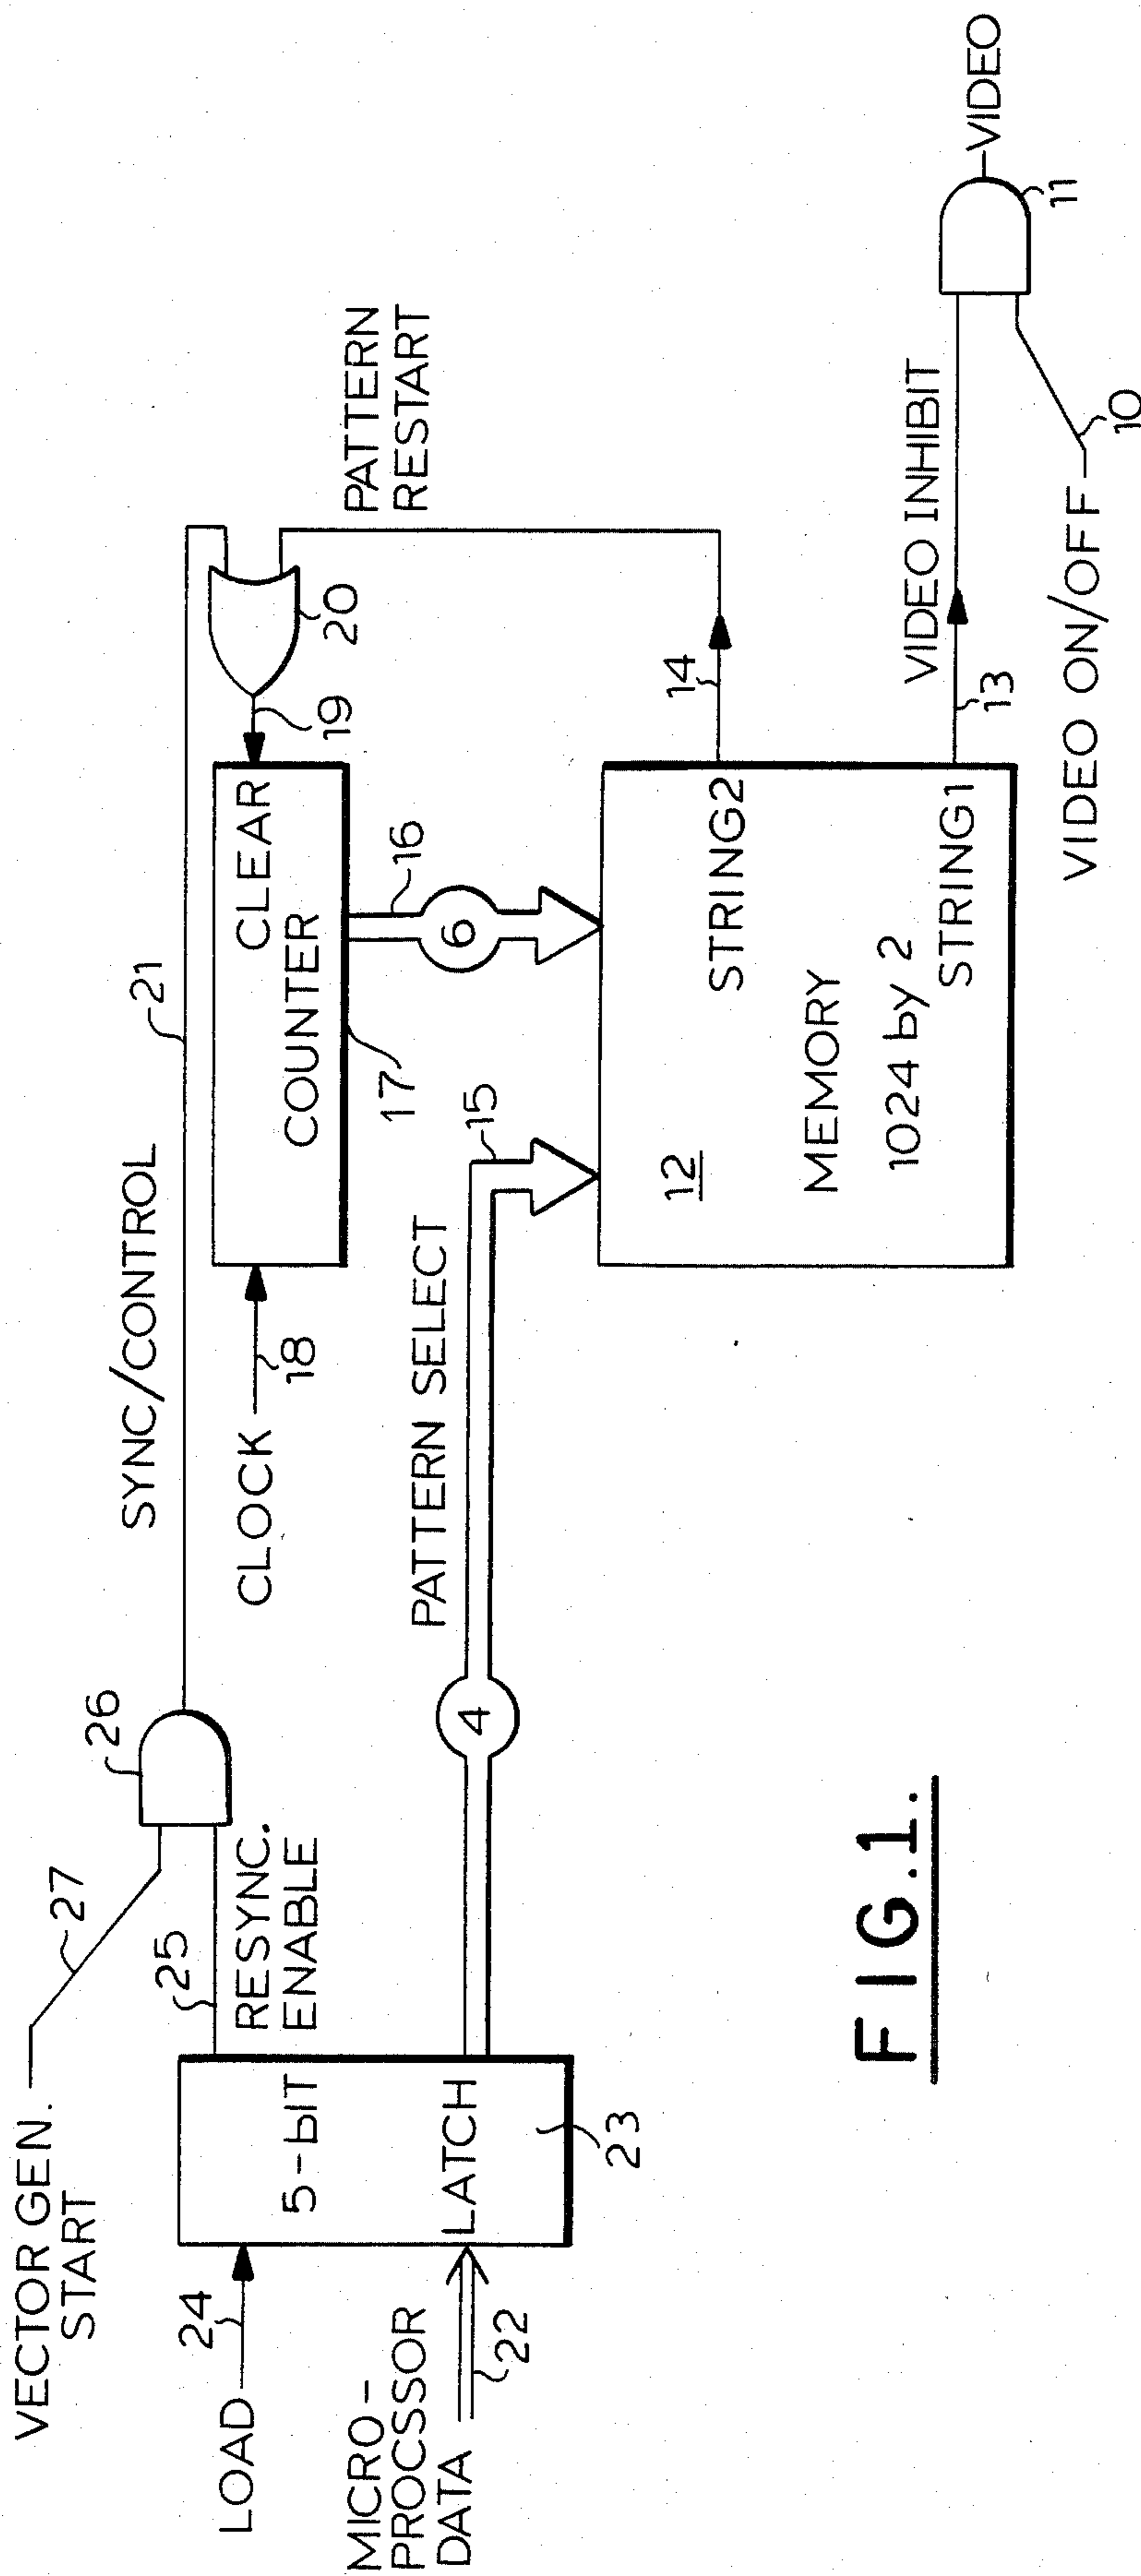 VECTOR GEN.
START
27
26
SYNC/CONTROL
21
LOAD
24
5-bIT
LATCH
23
25
RESYNC.
ENABLE
CLOCK
18
CLEAR
COUNTER
17
19
20
PATTERN
RESTART
MICRO-
PROCSSOR
DATA
22
4
PATTERN SELECT
15
16
6
12
MEMORY
1024 by 2
STRING2
STRING1
14
13
VIDEO INHIBIT
VIDEO ON/OFF
10
11
VIDEO
FIG.1.